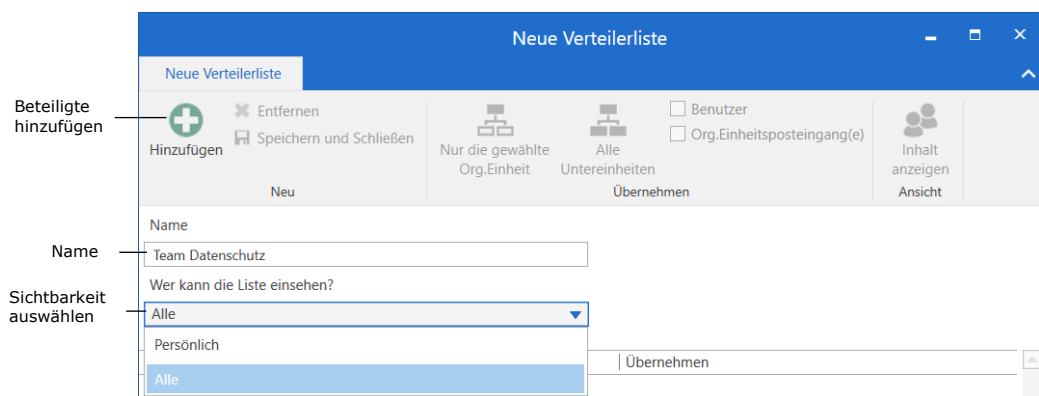 Neue Verteilerliste
Neue Verteilerliste
Beteiligte
hinzufügen
Hinzufügen
Entfernen
Speichern und Schließen
Neu
Nur die gewählte
Org.Einheit
Alle
Untereinheiten
Benutzer
Org.Einheitsposteingang(e)
Übernehmen
Inhalt
anzeigen
Ansicht
Name
Name
Team Datenschutz
Wer kann die Liste einsehen?
Sichtbarkeit
auswählen
Alle
Persönlich
Alle
Übernehmen